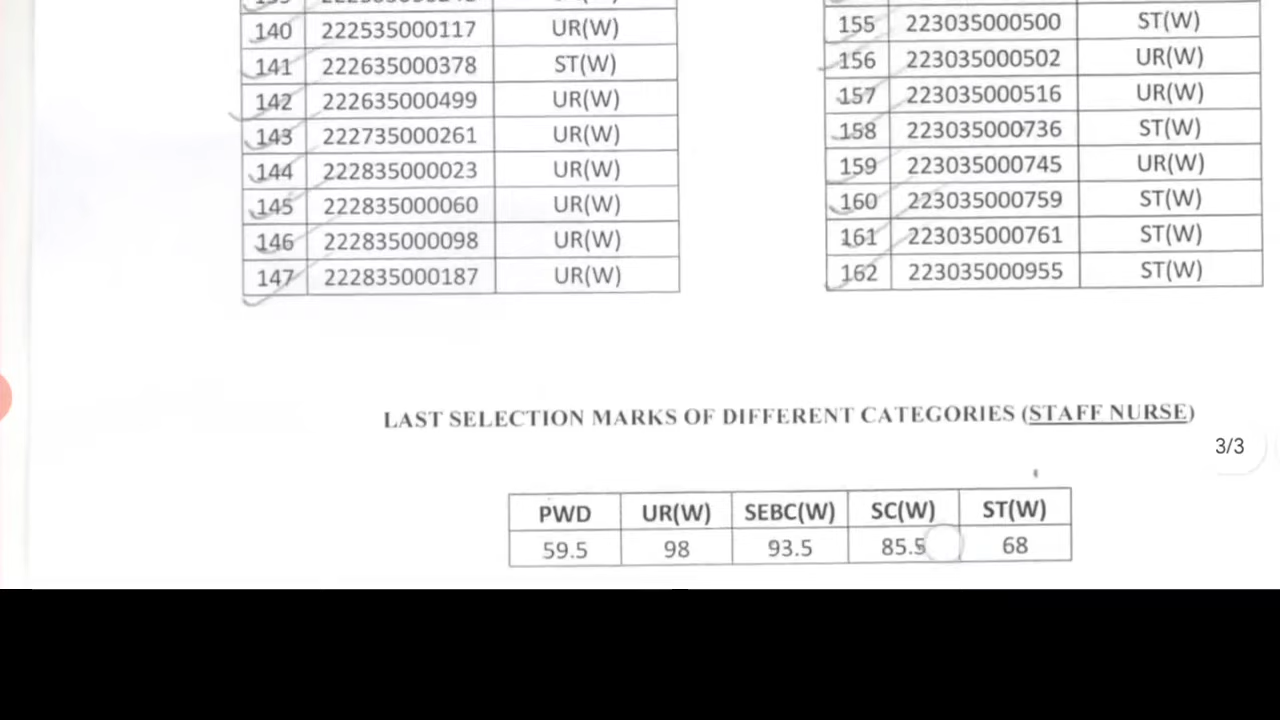 140 222535000117 UR(W)
141 222635000378 ST(W)
142 222635000499 UR(W)
143 222735000261 UR(W)
144 222835000023 UR(W)
145 222835000060 UR(W)
146 222835000098 UR(W)
147 222835000187 UR(W)
155 223035000500 ST(W)
156 223035000502 UR(W)
157 223035000516 UR(W)
158 223035000736 ST(W)
159 223035000745 UR(W)
160 223035000759 ST(W)
161 223035000761 ST(W)
162 223035000955 ST(W)
LAST SELECTION MARKS OF DIFFERENT CATEGORIES (STAFF NURSE)
3/3
PWD UR(W) SEBC(W) SC(W) ST(W)
59.5 98 93.5 85.5 68